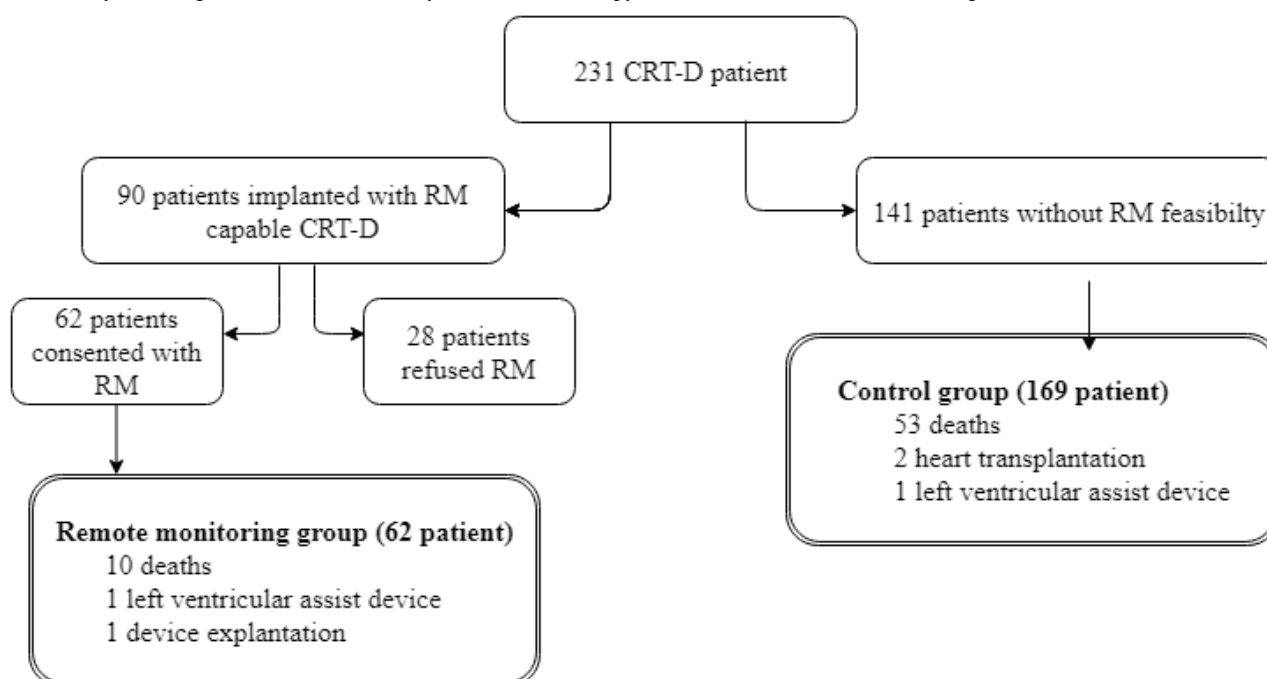 231 CRT-D patient
90 patients implanted with RM
capable CRT-D
141 patients without RM feasibilty
62 patients
consented with
RM
28 patients
refused RM
Control group (169 patient)
53 deaths
2 heart transplantation
1 left ventricular assist device
Remote monitoring group (62 patient)
10 deaths
1 left ventricular assist device
1 device explantation